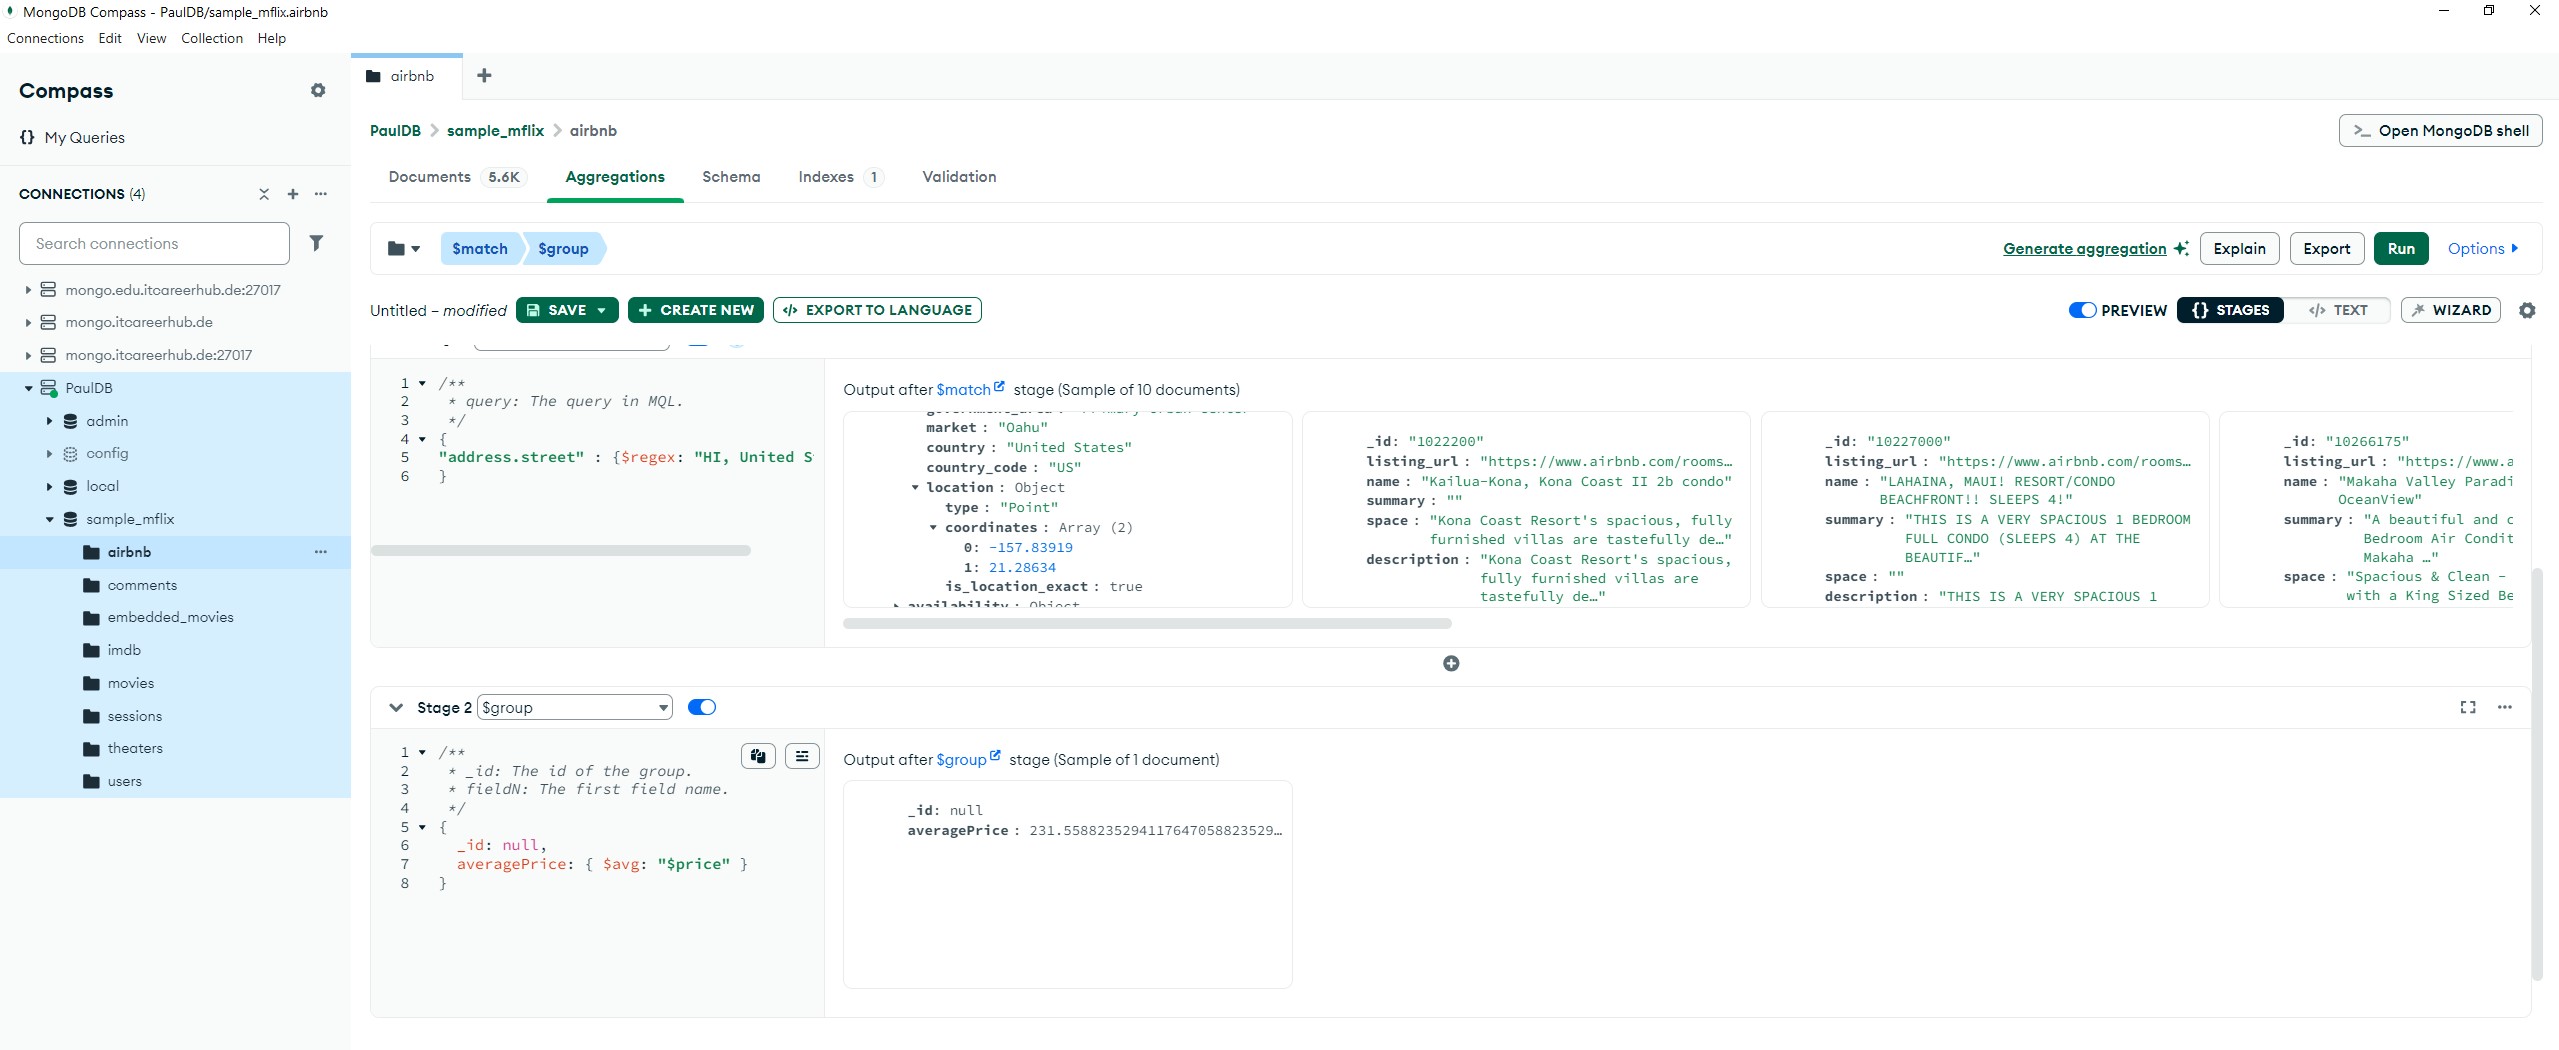 MongoDB Compass - PaulDB/sample_mflix.airbnb
Connections Edit View Collection Help
Compass
My Queries
CONNECTIONS (4)
Search connections
mongo.edu.itcareerhub.de:27017
mongo.itcareerhub.de
mongo.itcareerhub.de:27017
PaulDB
admin
config
local
sample_mflix
airbnb
comments
embedded_movies
imdb
movies
sessions
theaters
users
airbnb
PaulDB > sample_mflix > airbnb
>_ Open MongoDB shell
Documents 5.6K Aggregations Schema Indexes 1 Validation
$match $group
Generate aggregation Explain Export Run Options
Untitled – modified SAVE + CREATE NEW </> EXPORT TO LANGUAGE
PREVIEW {} STAGES </> TEXT WIZARD
1 /**
2 * query: The query in MQL.
3 */
4 {
5 "address.street" : {$regex: "HI, United S
6 }
Output after $match stage (Sample of 10 documents)
market : "Oahu"
country : "United States"
country_code : "US"
location : Object
type : "Point"
coordinates : Array (2)
0: -157.83919
1: 21.28634
is_location_exact : true
availability : Object
_id: "1022200"
listing_url : "https://www.airbnb.com/rooms…
name : "Kailua-Kona, Kona Coast II 2b condo"
summary : ""
space : "Kona Coast Resort's spacious, fully
furnished villas are tastefully de…"
description : "Kona Coast Resort's spacious,
fully furnished villas are
tastefully de…"
_id: "10227000"
listing_url : "https://www.airbnb.com/rooms…
name : "LAHAINA, MAUI! RESORT/CONDO
BEACHFRONT!! SLEEPS 4!"
summary : "THIS IS A VERY SPACIOUS 1 BEDROOM
FULL CONDO (SLEEPS 4) AT THE
BEAUTIF…"
space : ""
description : "THIS IS A VERY SPACIOUS 1
_id: "10266175"
listing_url : "https://www.a
name : "Makaha Valley Paradi
OceanView"
summary : "A beautiful and c
Bedroom Air Condit
Makaha …"
space : "Spacious & Clean -
with a King Sized Be
Stage 2 $group
1 /**
2 * _id: The id of the group.
3 * fieldN: The first field name.
4 */
5 {
6 _id: null,
7 averagePrice: { $avg: "$price" }
8 }
Output after $group stage (Sample of 1 document)
_id: null
averagePrice : 231.5588235294117647058823529…